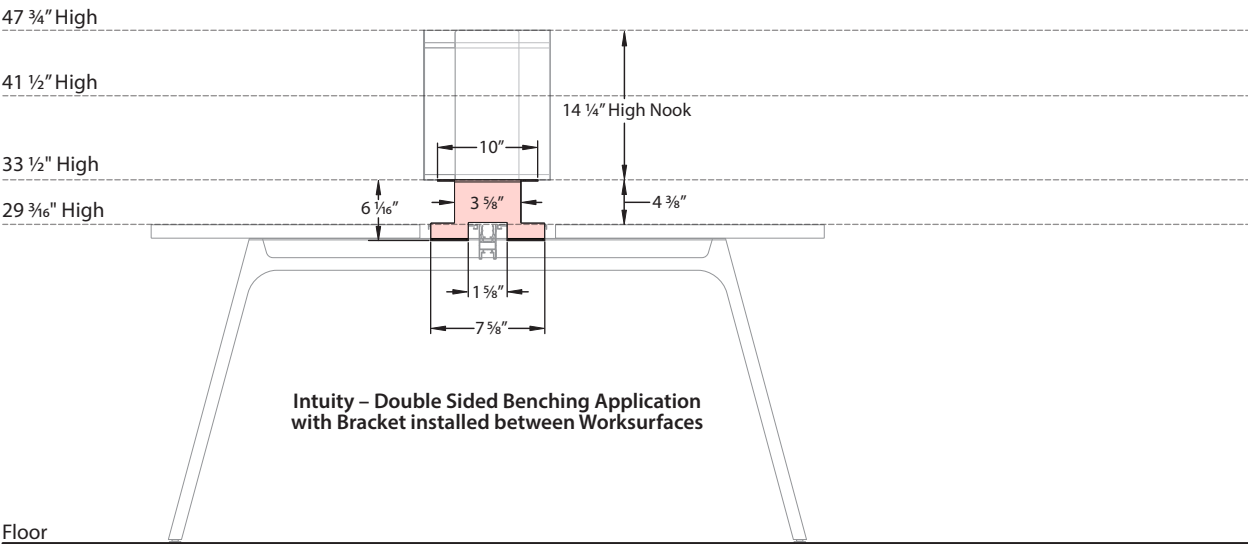 47 ¾” High
41 ½” High
14 ¼” High Nook
10”
33 ½" High
6 ¹⁄₁₆”
3 ⅝”
4 ⅜”
29 ³⁄₁₆" High
1 ⅝”
7 ⅝”
Intuity – Double Sided Benching Application
with Bracket installed between Worksurfaces
Floor